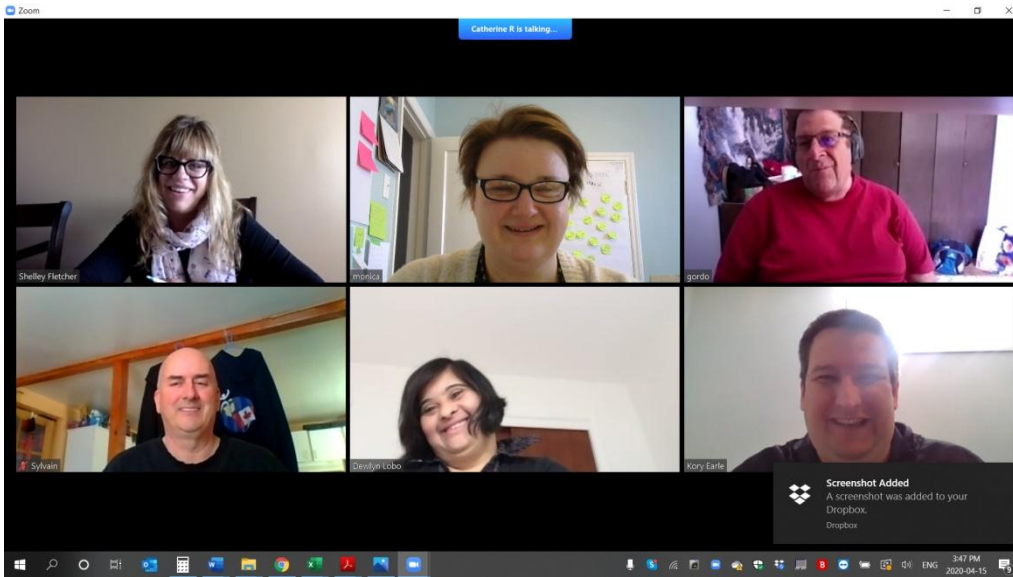 Zoom
Catherine R is talking...
Shelley Fletcher
monica
gordo
Sylvain
Dewlyn Lobo
Kory Earle
Screenshot Added
A screenshot was added to your
Dropbox.
Dropbox
ENG
3:47 PM
2020-04-15